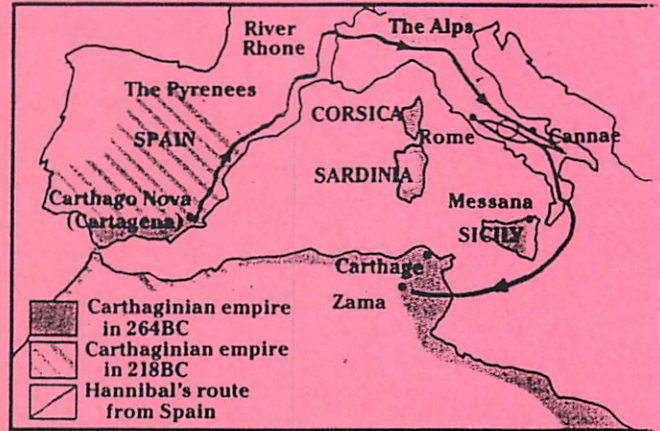 River
Rhone
The Alps
The Pyrenees
SPAIN
CORSICA
Rome
Cannae
SARDINIA
Carthago Nova
(Cartagena)
Messana
SICILY
Carthage
Zama
Carthaginian empire
in 264BC
Carthaginian empire
in 218BC
Hannibal's route
from Spain